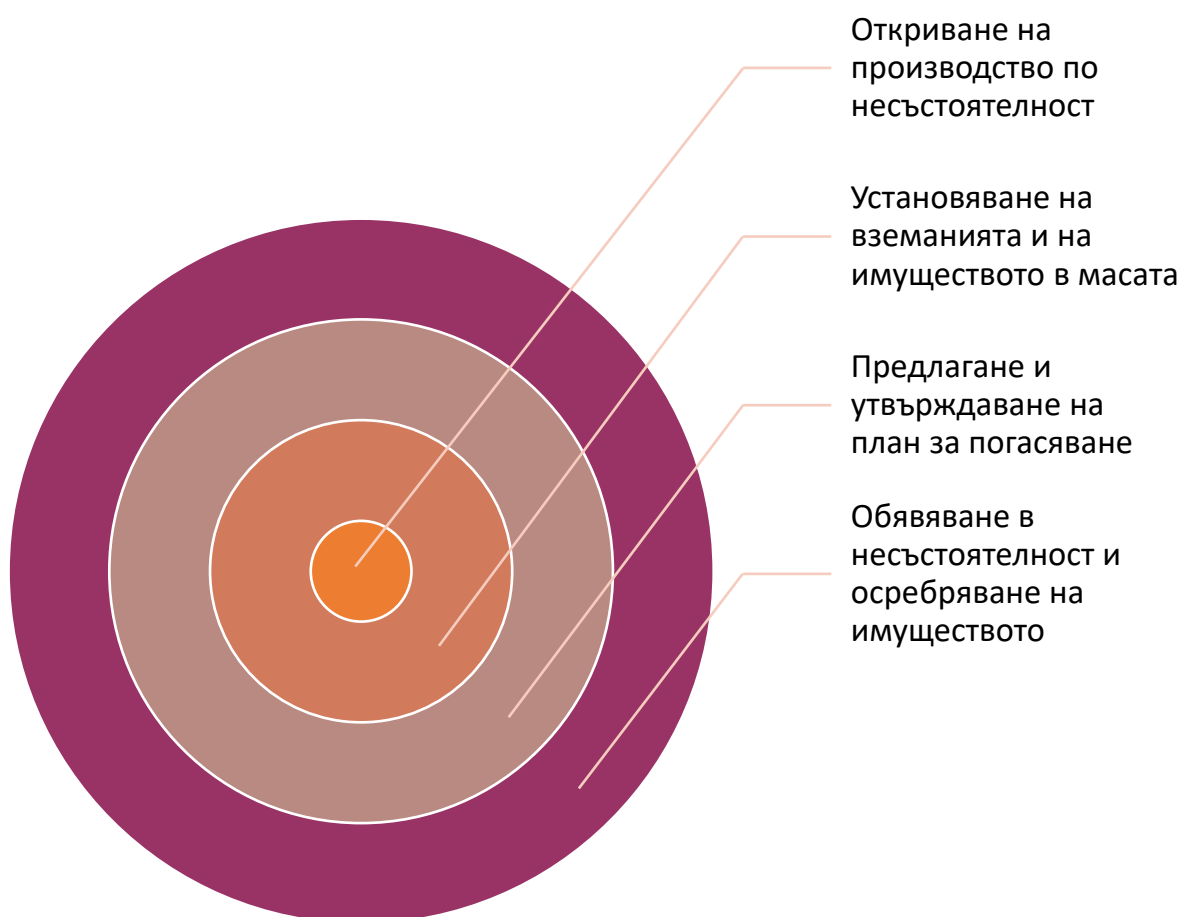 Откриване на
производство по
несъстоятелност
Установяване на
вземанията и на
имуществото в масата
Предлагане и
утвърждаване на
план за погасяване
Обявяване в
несъстоятелност и
осребряване на
имуществото